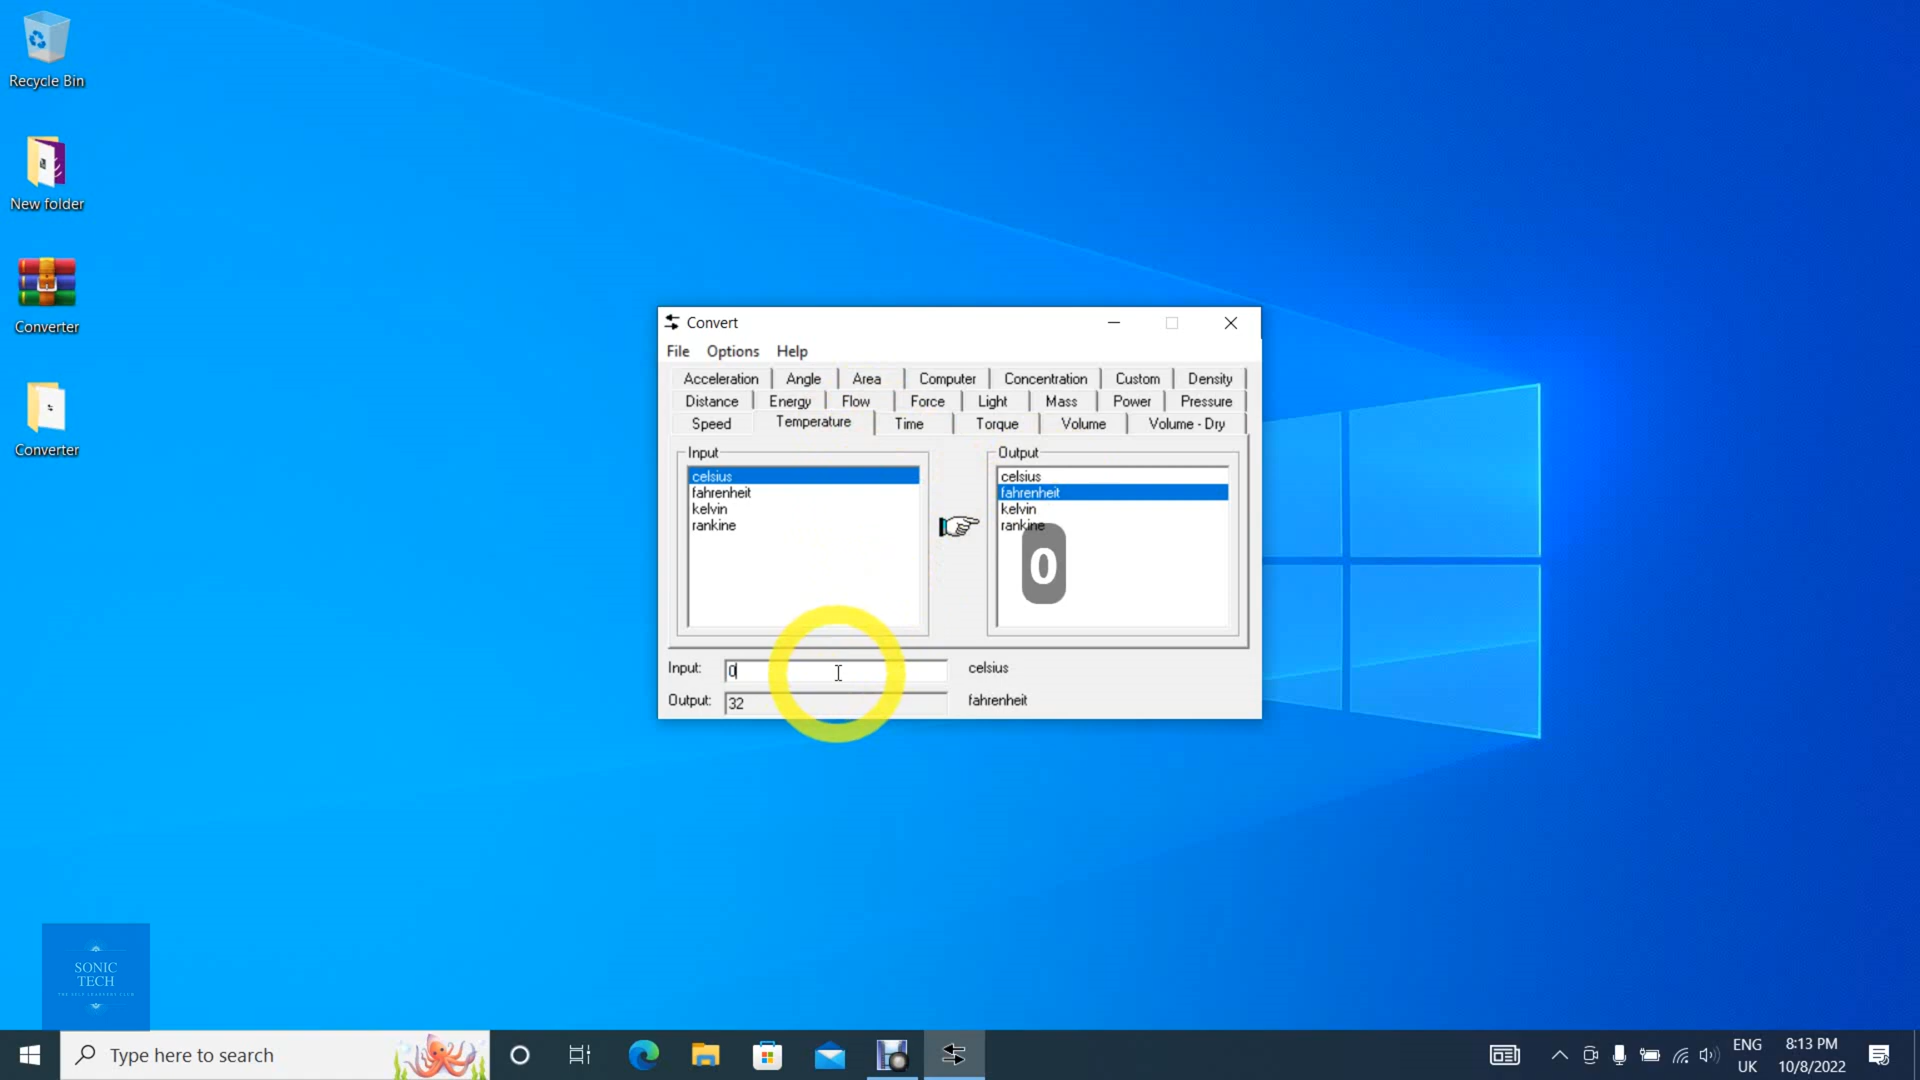 Recycle Bin
New folder
Converter
Converter
Convert
File Options Help
Acceleration Angle Area Computer Concentration Custom Density
Distance Energy Flow Force Light Mass Power Pressure
Speed Temperature Time Torque Volume Volume - Dry
Input
celsius
fahrenheit
kelvin
rankine
Output
celsius
fahrenheit
kelvin
rankine
0
Input: 0 celsius
Output: 32 fahrenheit
SONIC
TECH
Type here to search
ENG
UK
8:13 PM
10/8/2022